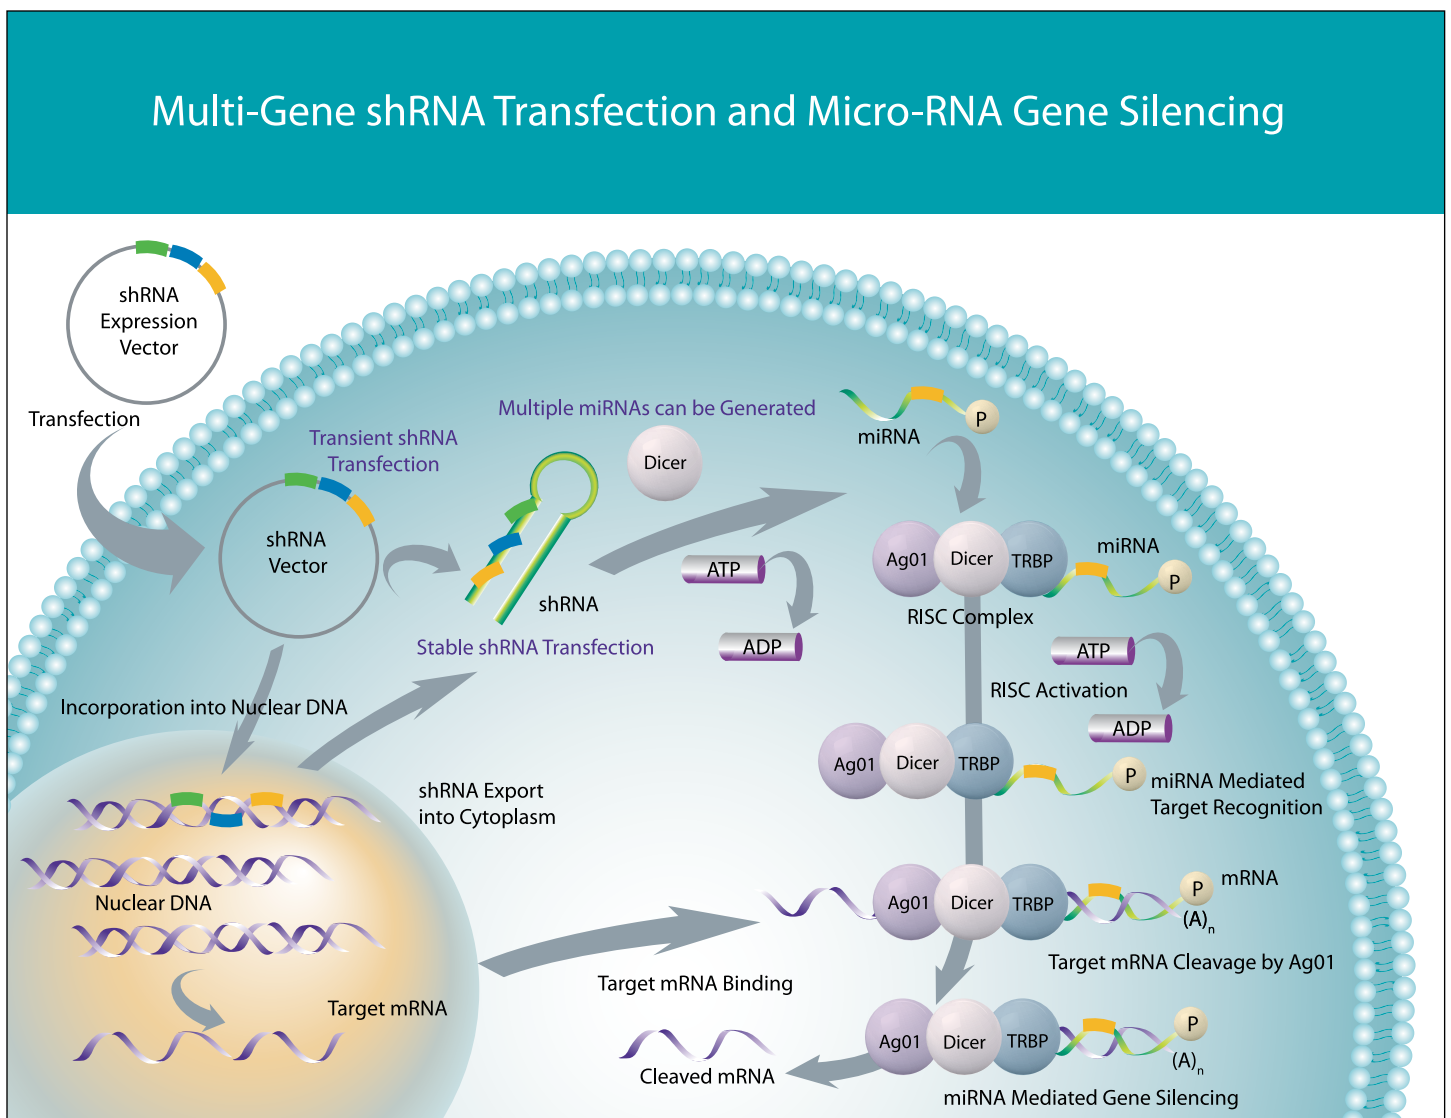 Multi-Gene shRNA Transfection and Micro-RNA Gene Silencing
shRNA
Expression
Vector
Transfection
Transient shRNA
Transfection
Multiple miRNAs can be Generated
Dicer
miRNA
P
shRNA
Vector
shRNA
Stable shRNA Transfection
ATP
ADP
Ag01
Dicer
TRBP
miRNA
P
RISC Complex
ATP
RISC Activation
ADP
Incorporation into Nuclear DNA
shRNA Export
into Cytoplasm
Ag01
Dicer
TRBP
P
miRNA Mediated
Target Recognition
Nuclear DNA
Target mRNA
Target mRNA Binding
Ag01
Dicer
TRBP
P
mRNA
(A)n
Target mRNA Cleavage by Ag01
Cleaved mRNA
Ag01
Dicer
TRBP
P
(A)n
miRNA Mediated Gene Silencing